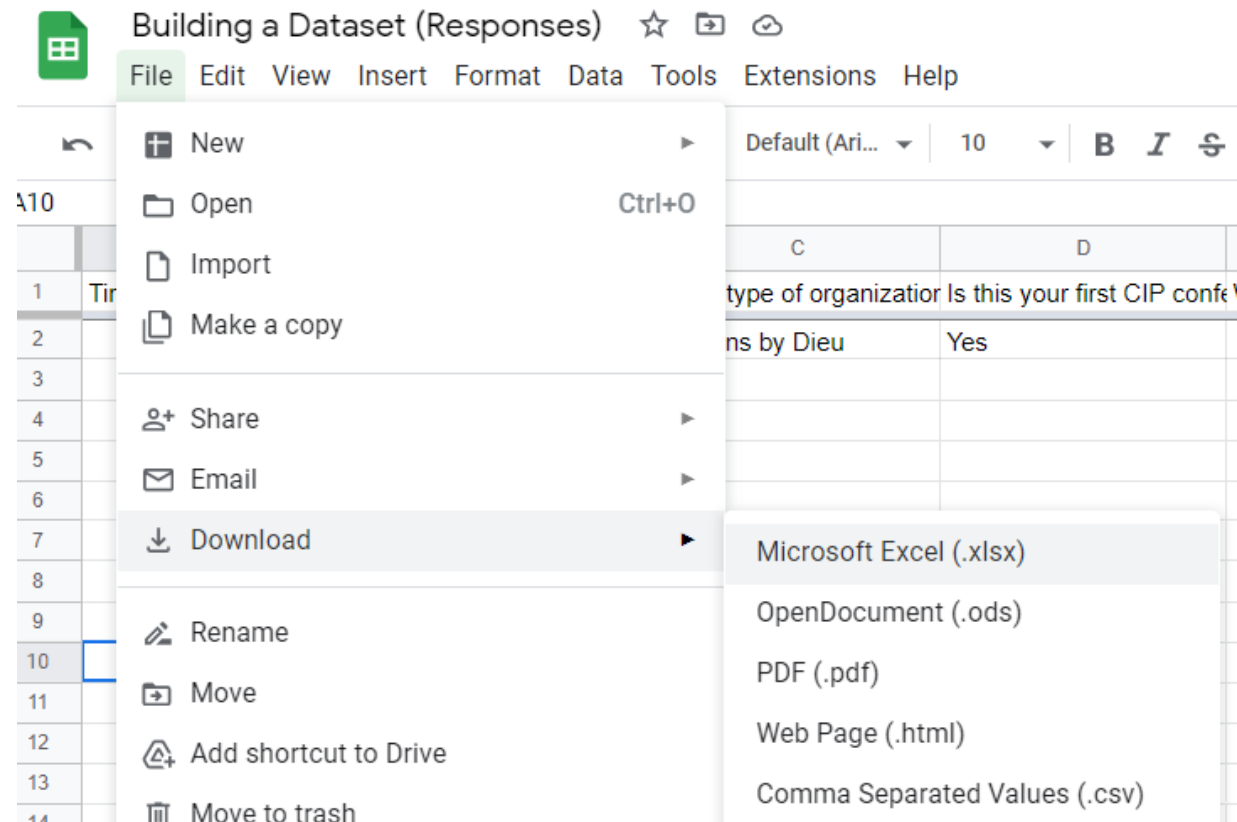 Building a Dataset (Responses)
File Edit View Insert Format Data Tools Extensions Help
Default (Ari... 10 B I S
A10
C D
1 type of organization Is this your first CIP
2 by Dieu Yes
3
4
5
6
7
8
9
10
11
12
13
14
New
Open Ctrl+O
Import
Make a copy
Share
Email
Download
Rename
Move
Add shortcut to Drive
Move to trash
Microsoft Excel (.xlsx)
OpenDocument (.ods)
PDF (.pdf)
Web Page (.html)
Comma Separated Values (.csv)